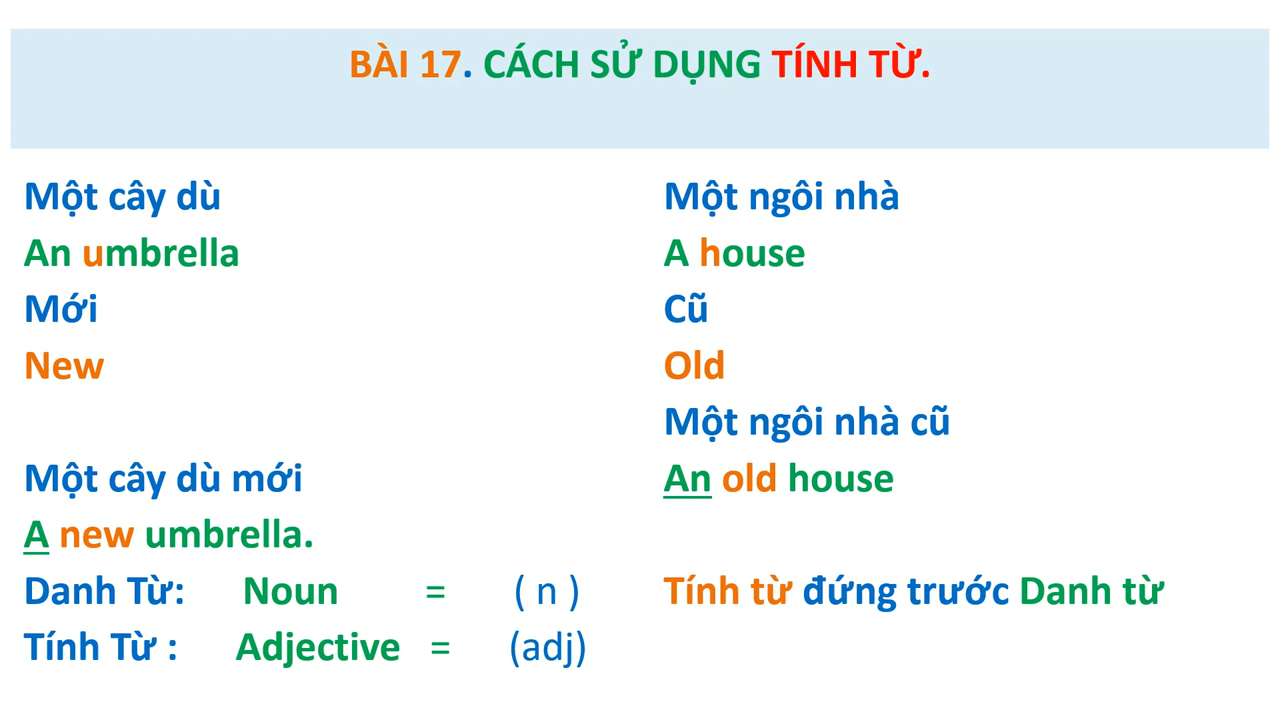 BÀI 17. CÁCH SỬ DỤNG TÍNH TỪ.
Một cây dù
An umbrella
Mới
New
Một cây dù mới
A new umbrella.
Danh Từ: Noun = ( n )
Tính Từ : Adjective = (adj)
Một ngôi nhà
A house
Cũ
Old
Một ngôi nhà cũ
An old house
Tính từ đứng trước Danh từ